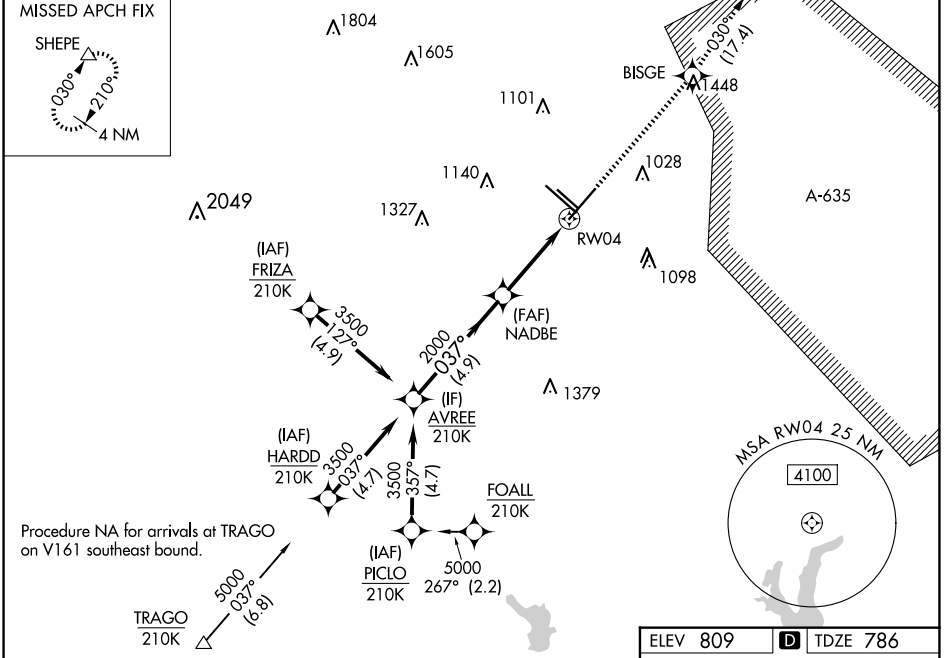 MISSED APCH FIX
SHEPE
030°
210°
4 NM
1804
1605
1101
1140
1327
2049
030°
(17.4)
BISGE
1448
1028
A-635
RW04
1098
(IAF)
FRIZA
210K
3500
127°
(4.9)
(FAF)
NADBE
2000
037°
(4.9)
1379
(IF)
AVREE
210K
(IAF)
HARDD
210K
3500
037°
(4.7)
3500
357°
(4.7)
FOALL
210K
MSA RW04 25 NM
4100
Procedure NA for arrivals at TRAGO
on V161 southeast bound.
(IAF)
PICLO
210K
5000
267° (2.2)
5000
037°
(6.8)
TRAGO
210K
ELEV 809 D TDZE 786